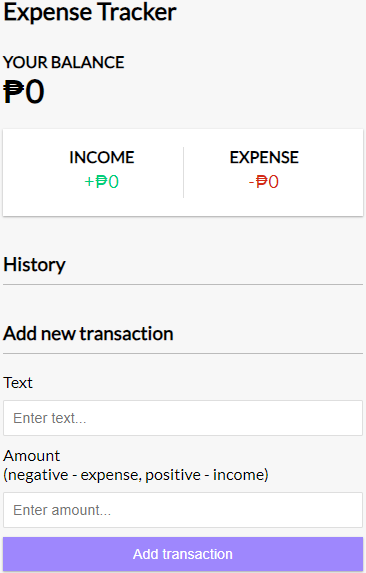 Expense Tracker
YOUR BALANCE
₱0
INCOME
EXPENSE
+₱0
-₱0
History
Add new transaction
Text
Enter text...
Amount
(negative - expense, positive - income)
Enter amount...
Add transaction